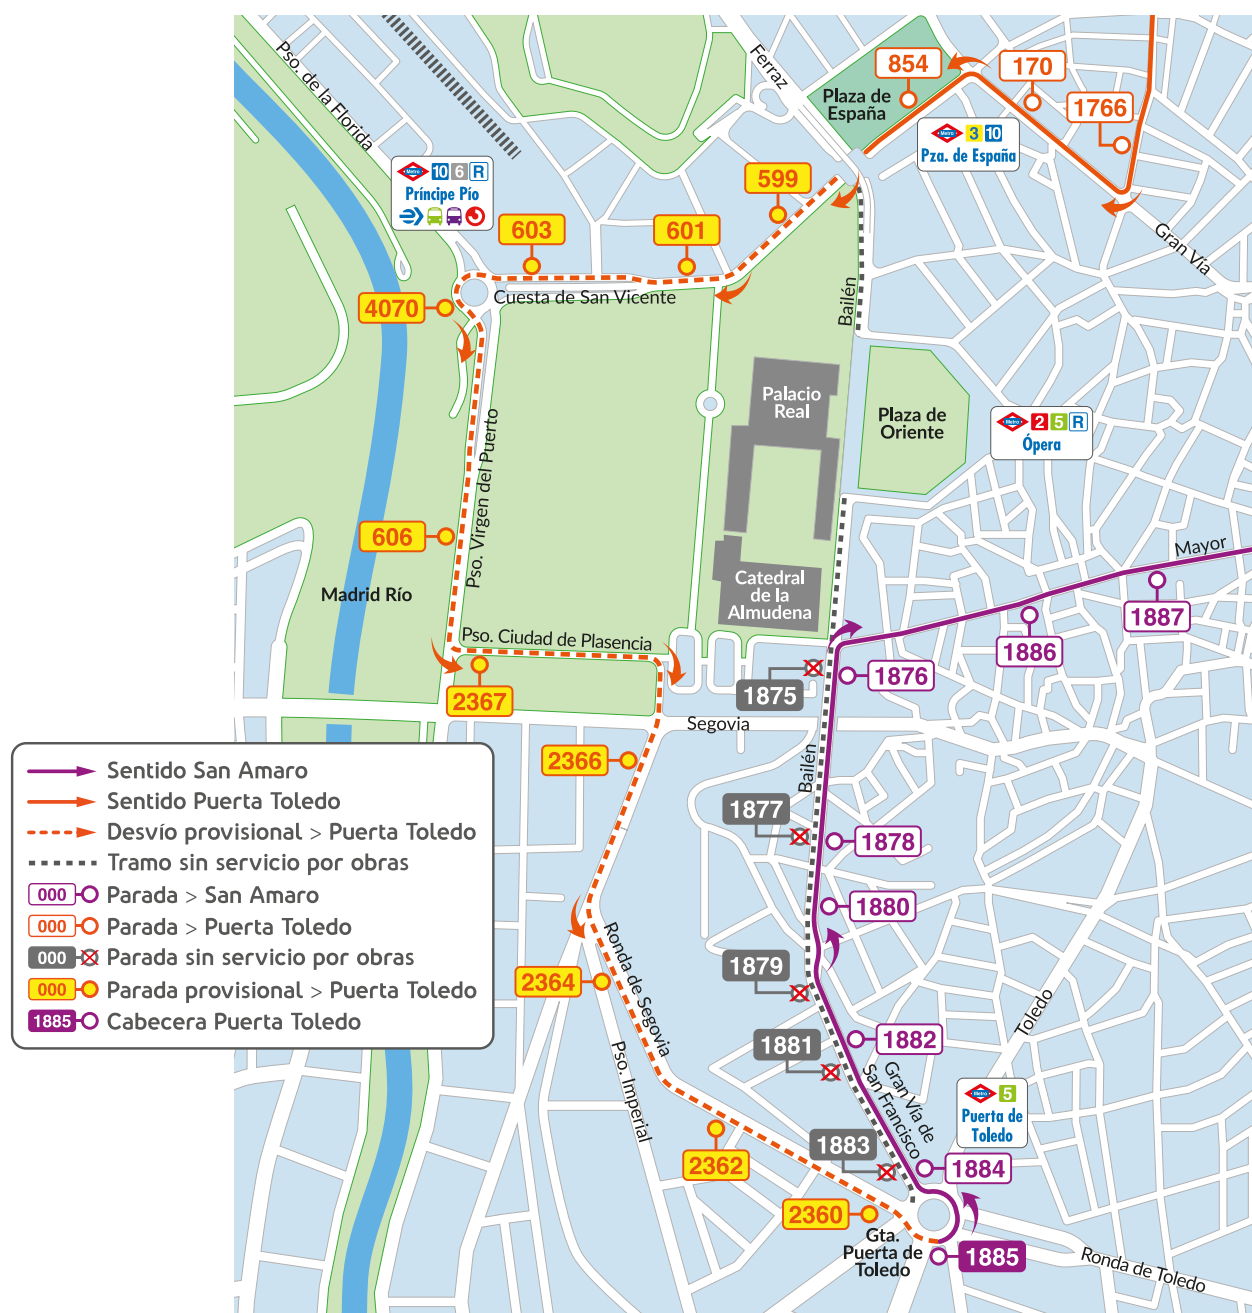 Pso. de la Florida
Ferraz
854
170
1766
Plaza de
España
Metro
3 10
Pza. de España
Metro
10 6 R
Príncipe Pío
599
603
601
Gran Vía
Cuesta de San Vicente
4070
Bailén
Palacio
Real
Plaza de
Oriente
Metro
2 5 R
Ópera
Pso. Virgen del Puerto
606
Mayor
Madrid Río
Catedral
de la
Almudena
1887
1886
Pso. Ciudad de Plasencia
2367
1875
1876
Segovia
2366
Bailén
1877
1878
1880
Ronda de Segovia
2364
1879
Toledo
1881
1882
Pso. Imperial
Gran Vía de
San Francisco
Metro
5
Puerta de
Toledo
2362
1883
1884
2360
Gta.
Puerta de
Toledo
1885
Ronda de Toledo
Sentido San Amaro
Sentido Puerta Toledo
Desvío provisional > Puerta Toledo
Tramo sin servicio por obras
000 Parada > San Amaro
000 Parada > Puerta Toledo
000 Parada sin servicio por obras
000 Parada provisional > Puerta Toledo
1885 Cabecera Puerta Toledo